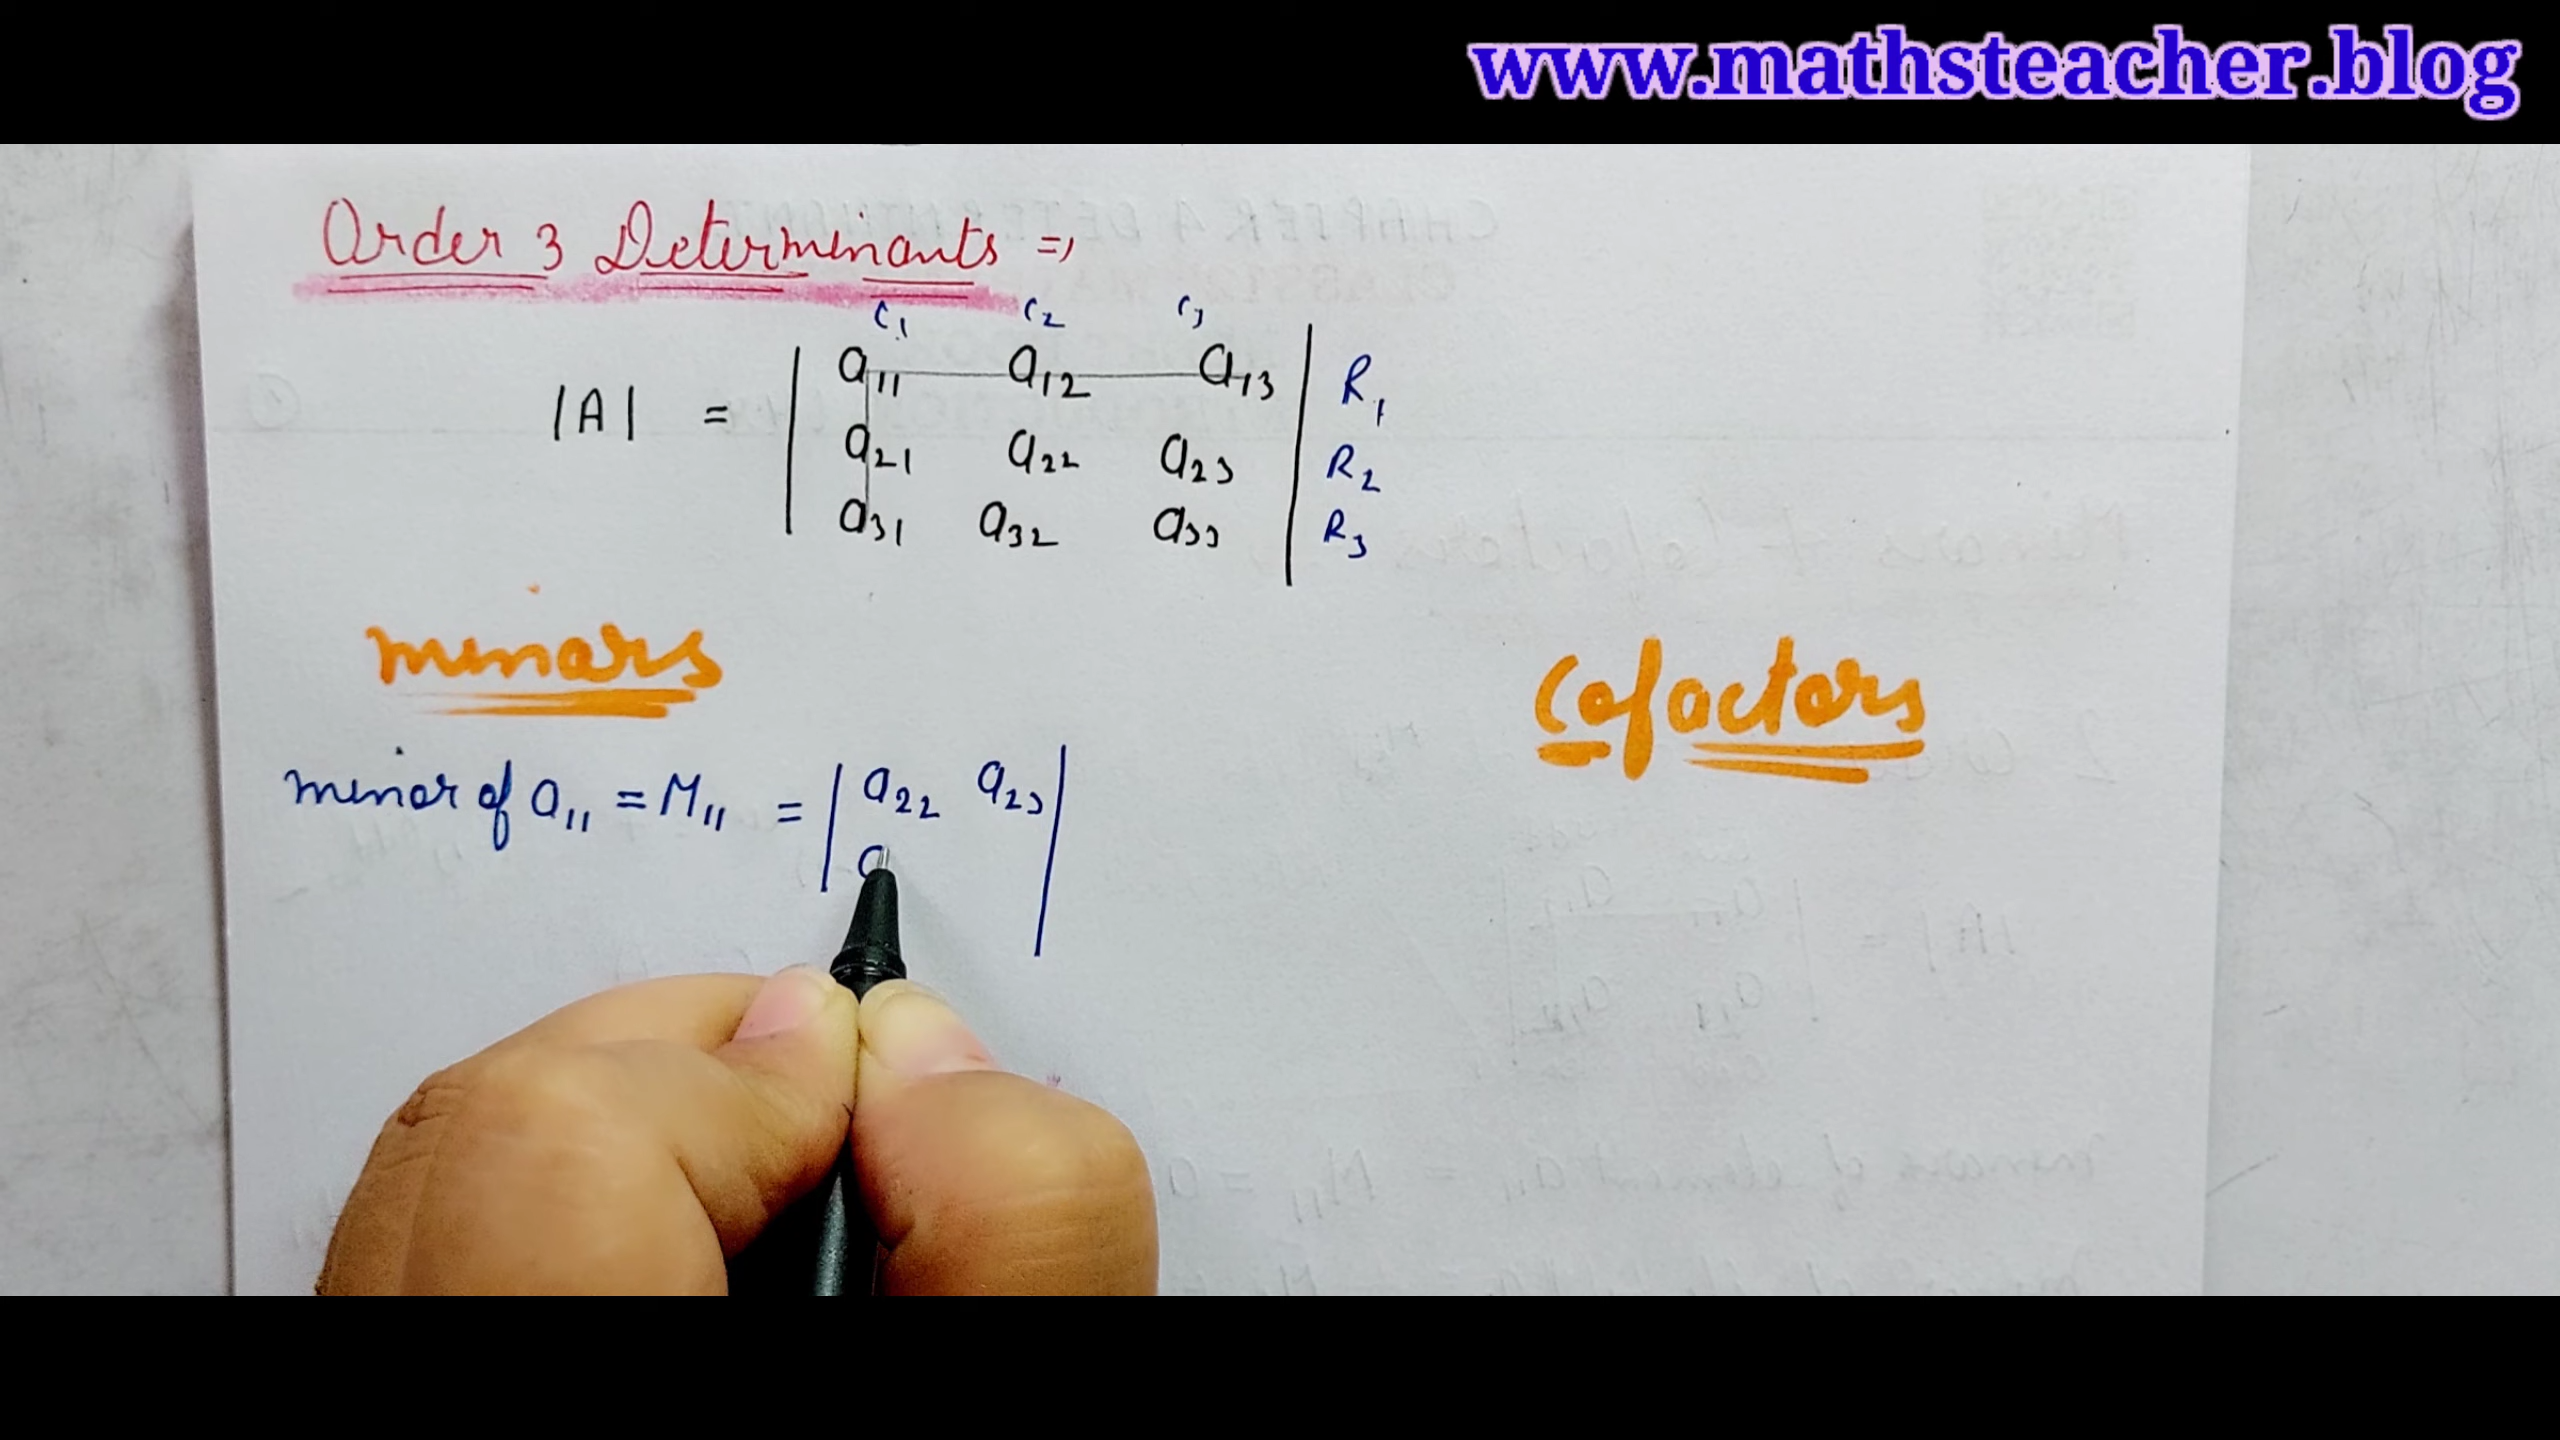 www.mathsteacher.blog
Order 3 Determinants =>
C1 C2 C3
|A| = | a11 a12 a13 | R1
a21 a22 a23 R2
a31 a32 a33 R3
minors
Cofactors
minor of a11 = M11 = | a22 a23 |
a